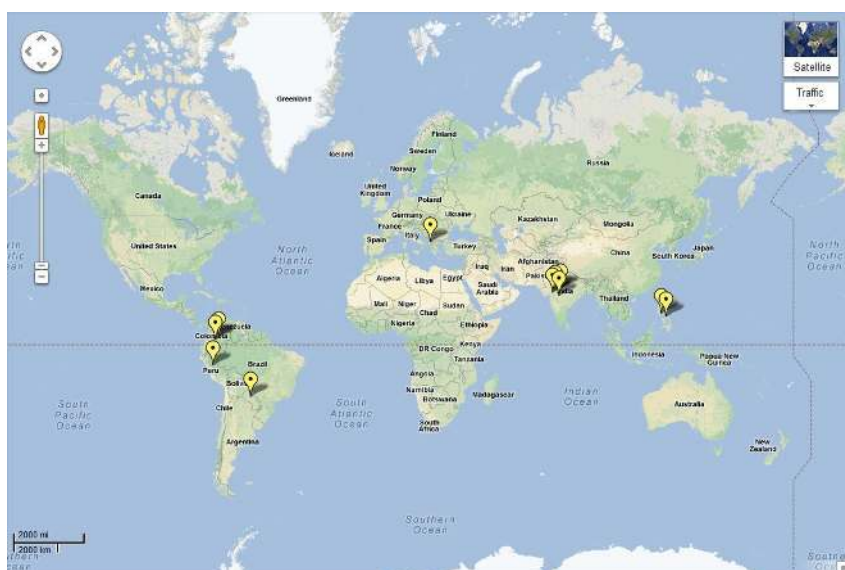 Satellite
Traffic
Greenland
Iceland
Finland
Sweden
Norway
Russia
United
Kingdom
Poland
Germany
Ukraine
France
Italy
Spain
Turkey
Kazakhstan
Mongolia
China
Japan
South Korea
Canada
United States
Mexico
North
Atlantic
Ocean
North
Pacific
Ocean
Afghanistan
Iraq
Iran
Algeria
Libya
Egypt
Saudi
Arabia
Thailand
Mali
Niger
Sudan
Chad
Nigeria
Ethiopia
Kenya
DR Congo
Tanzania
Angola
Namibia
Botswana
Madagascar
South
Africa
Indonesia
Papua New
Guinea
Brazil
Peru
Chile
Argentina
South
Pacific
Ocean
South
Atlantic
Ocean
Indian
Ocean
Australia
New
Zealand
Southern
Ocean
2000 mi
2000 km